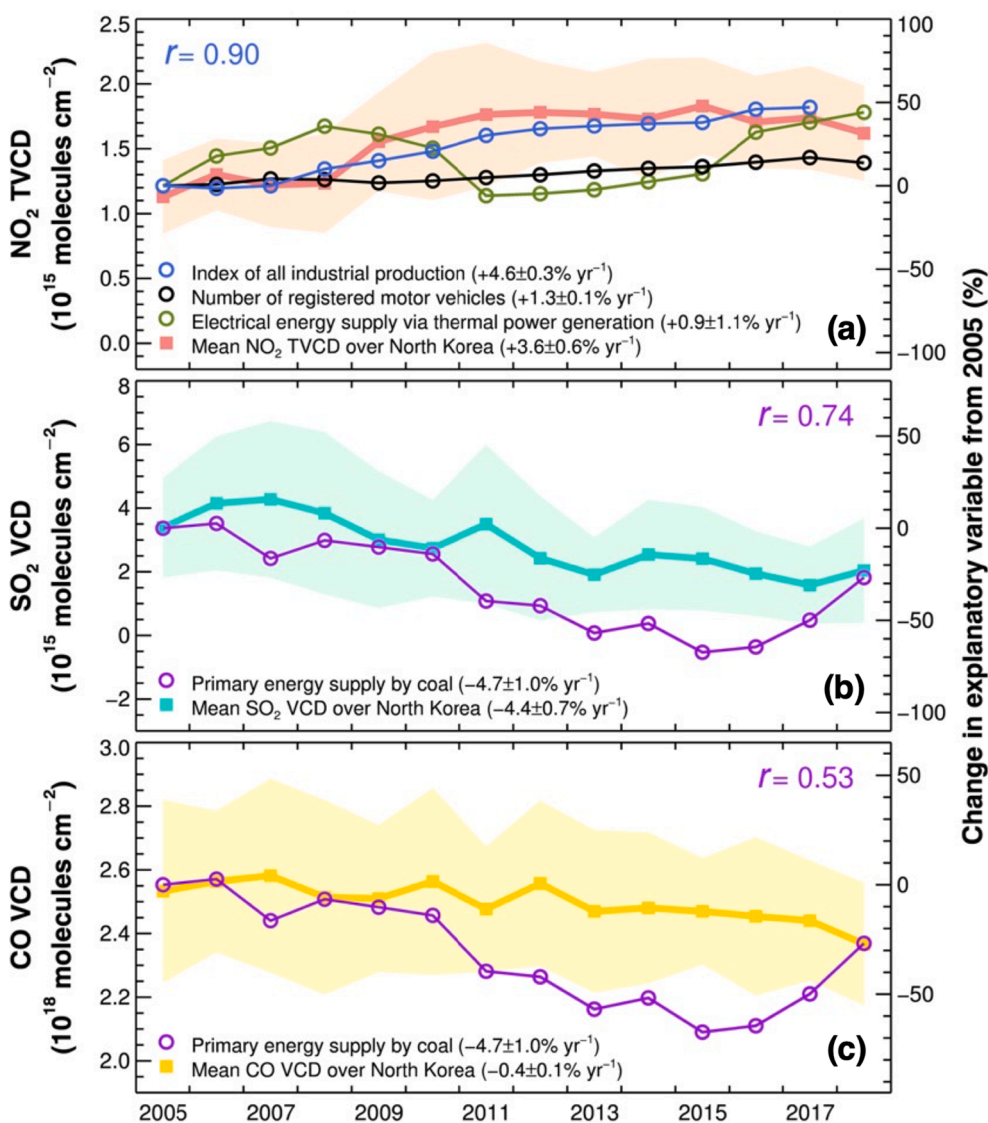 NO₂ TVCD
(10¹⁵ molecules cm⁻²)
2.5
2.0
1.5
1.0
0.5
0.0
r= 0.90
100
50
0
−50
−100
Index of all industrial production (+4.6±0.3% yr⁻¹)
Number of registered motor vehicles (+1.3±0.1% yr⁻¹)
Electrical energy supply via thermal power generation (+0.9±1.1% yr⁻¹)
Mean NO₂ TVCD over North Korea (+3.6±0.6% yr⁻¹)
(a)
SO₂ VCD
(10¹⁵ molecules cm⁻²)
8
6
4
2
0
−2
r= 0.74
50
0
−50
−100
Primary energy supply by coal (−4.7±1.0% yr⁻¹)
Mean SO₂ VCD over North Korea (−4.4±0.7% yr⁻¹)
(b)
Change in explanatory variable from 2005 (%)
CO VCD
(10¹⁸ molecules cm⁻²)
3.0
2.8
2.6
2.4
2.2
2.0
r= 0.53
50
0
−50
Primary energy supply by coal (−4.7±1.0% yr⁻¹)
Mean CO VCD over North Korea (−0.4±0.1% yr⁻¹)
(c)
2005 2007 2009 2011 2013 2015 2017